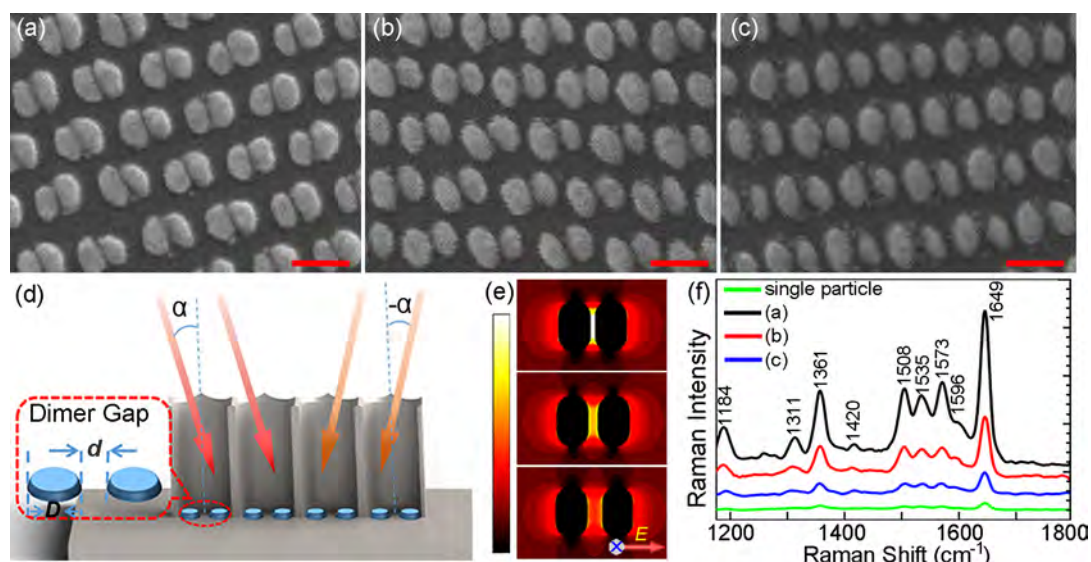 (a)
(b)
(c)
(d)
α
-α
Dimer Gap
d
D
(e)
E
(f)
single particle
(a)
(b)
(c)
1184
1311
1361
1420
1508
1535
1573
1596
1649
Raman Intensity
1200 1400 1600 1800
Raman Shift (cm-1)